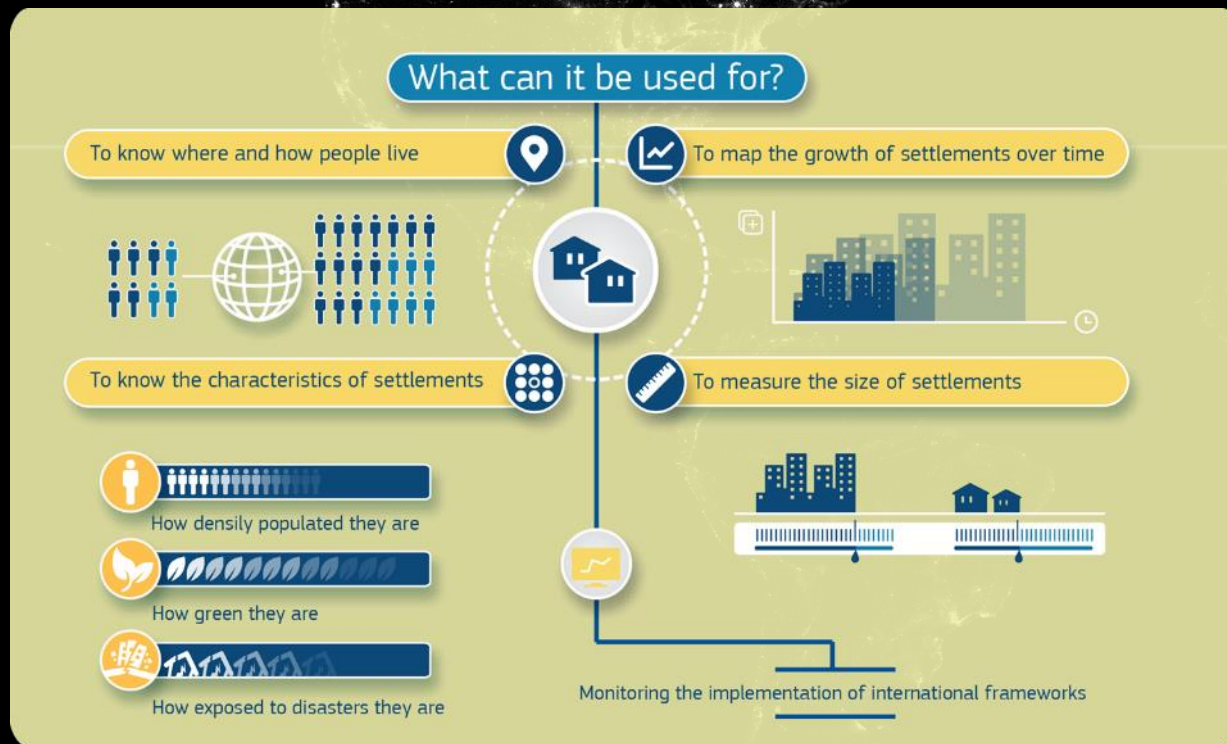 What can it be used for?
To know where and how people live
To map the growth of settlements over time
To know the characteristics of settlements
To measure the size of settlements
How densily populated they are
How green they are
How exposed to disasters they are
Monitoring the implementation of international frameworks